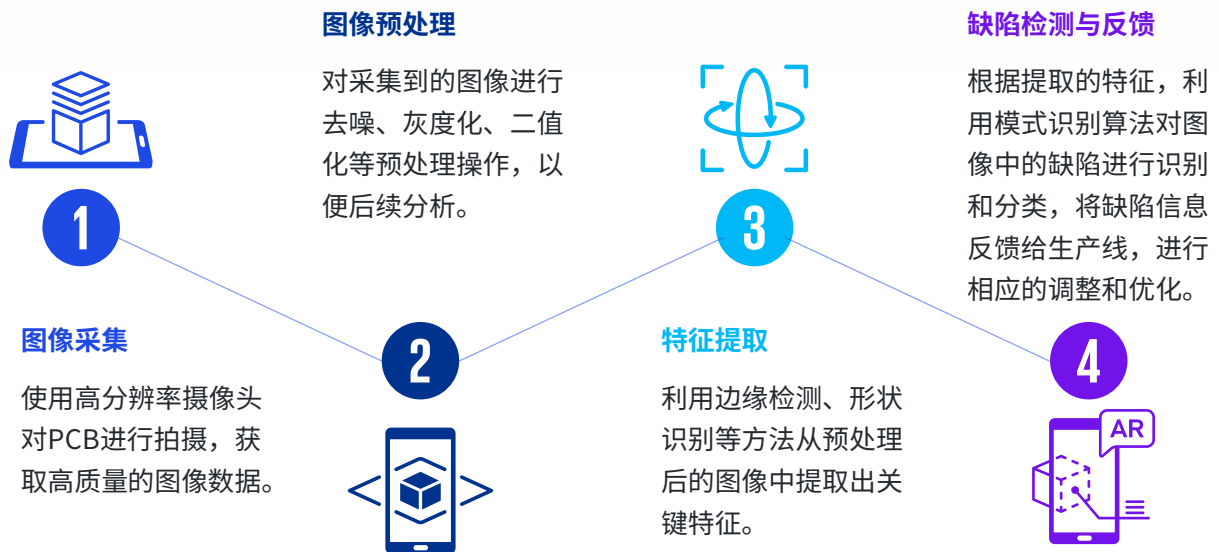 1
图像采集
使用高分辨率摄像头
对PCB进行拍摄，获
取高质量的图像数据。
图像预处理
对采集到的图像进行
去噪、灰度化、二值
化等预处理操作，以
便后续分析。
2
3
特征提取
利用边缘检测、形状
识别等方法从预处理
后的图像中提取出关
键特征。
缺陷检测与反馈
根据提取的特征，利
用模式识别算法对图
像中的缺陷进行识别
和分类，将缺陷信息
反馈给生产线，进行
相应的调整和优化。
4
AR